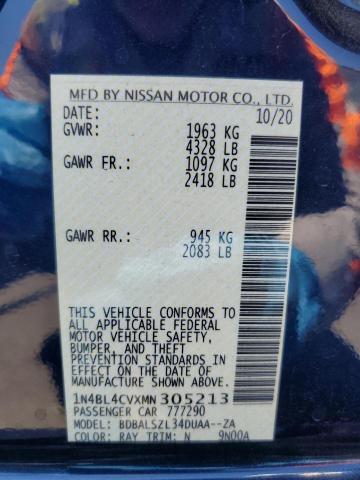 MFD BY NISSAN MOTOR CO., LTD.
DATE: 10/20
GVWR: 1963 KG
4328 LB
GAWR FR.: 1097 KG
2418 LB
GAWR RR.: 945 KG
2083 LB
THIS VEHICLE CONFORMS TO
ALL APPLICABLE FEDERAL
MOTOR VEHICLE SAFETY,
BUMPER, AND THEFT
PREVENTION STANDARDS IN
EFFECT ON THE DATE OF
MANUFACTURE SHOWN ABOVE.
1N4BL4CVXMN305213
PASSENGER CAR 777290
MODEL: BDBALSZL34DUAA--ZA
COLOR: RAY TRIM: N 9N00A